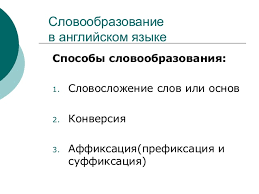 Словообразование
в английском языке
Способы словообразования:
1. Словосложение слов или основ
2. Конверсия
3. Аффиксация(префиксация и
суффиксация)